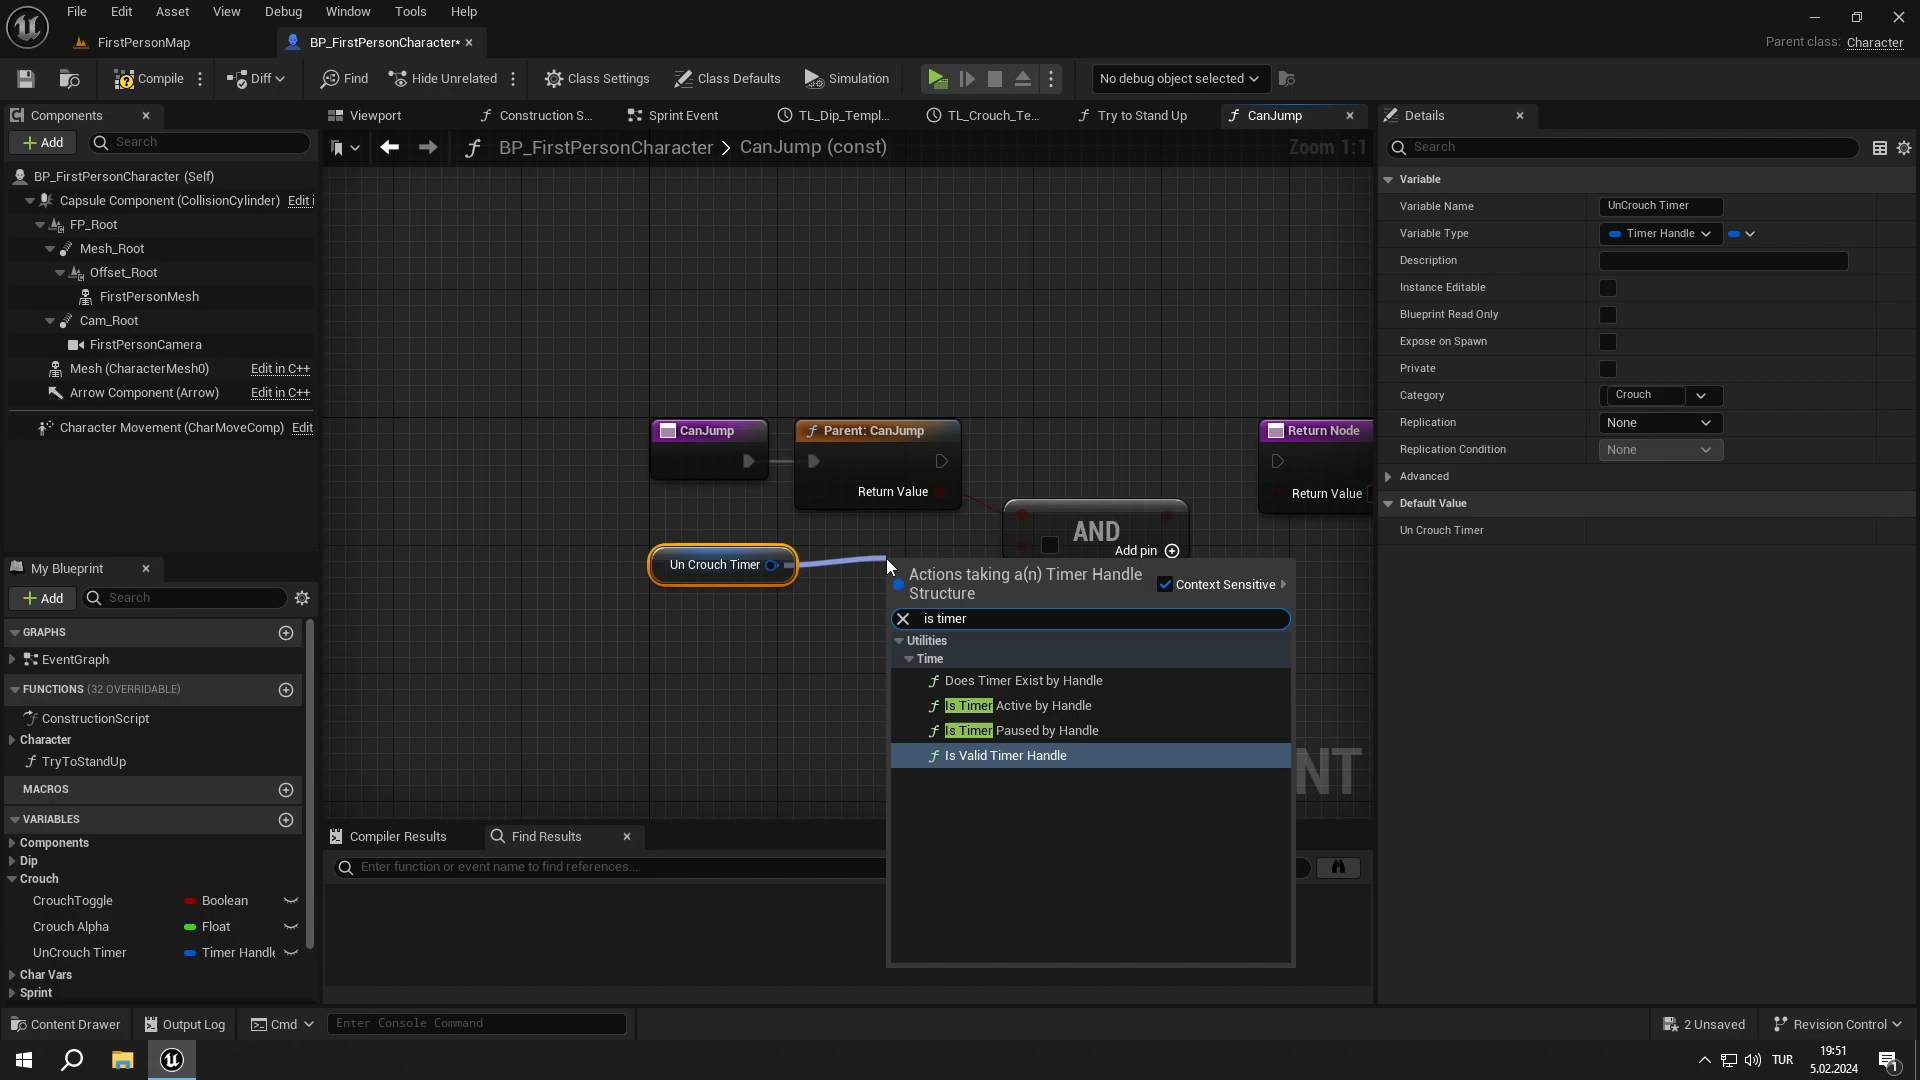 File Edit Asset View Debug Window Tools Help
FirstPersonMap
BP_FirstPersonCharacter*
Parent class: Character
Compile
Diff
Find
Hide Unrelated
Class Settings
Class Defaults
Simulation
No debug object selected
Components
Add
Search
BP_FirstPersonCharacter (Self)
Capsule Component (CollisionCylinder) Edit i
FP_Root
Mesh_Root
Offset_Root
FirstPersonMesh
Cam_Root
FirstPersonCamera
Mesh (CharacterMesh0) Edit in C++
Arrow Component (Arrow) Edit in C++
Character Movement (CharMoveComp) Edit
My Blueprint
Add
Search
GRAPHS
EventGraph
FUNCTIONS (32 OVERRIDABLE)
ConstructionScript
Character
TryToStandUp
MACROS
VARIABLES
Components
Dip
Crouch
CrouchToggle Boolean
Crouch Alpha Float
UnCrouch Timer Timer Handle
Char Vars
Sprint
Viewport
Construction S...
Sprint Event
TL_Dip_Templ...
TL_Crouch_Te...
Try to Stand Up
CanJump
BP_FirstPersonCharacter > CanJump (const)
Zoom 1:1
CanJump
Parent: CanJump
Return Value
Un Crouch Timer
AND
Add pin
Return Node
Return Value
Actions taking a(n) Timer Handle
Structure
Context Sensitive
is timer
Utilities
Time
Does Timer Exist by Handle
Is Timer Active by Handle
Is Timer Paused by Handle
Is Valid Timer Handle
NT
Compiler Results
Find Results
Enter function or event name to find references...
Details
Search
Variable
Variable Name UnCrouch Timer
Variable Type Timer Handle
Description
Instance Editable
Blueprint Read Only
Expose on Spawn
Private
Category Crouch
Replication None
Replication Condition None
Advanced
Default Value
Un Crouch Timer
Content Drawer
Output Log
Cmd
Enter Console Command
2 Unsaved
Revision Control
TUR
19:51
5.02.2024
1